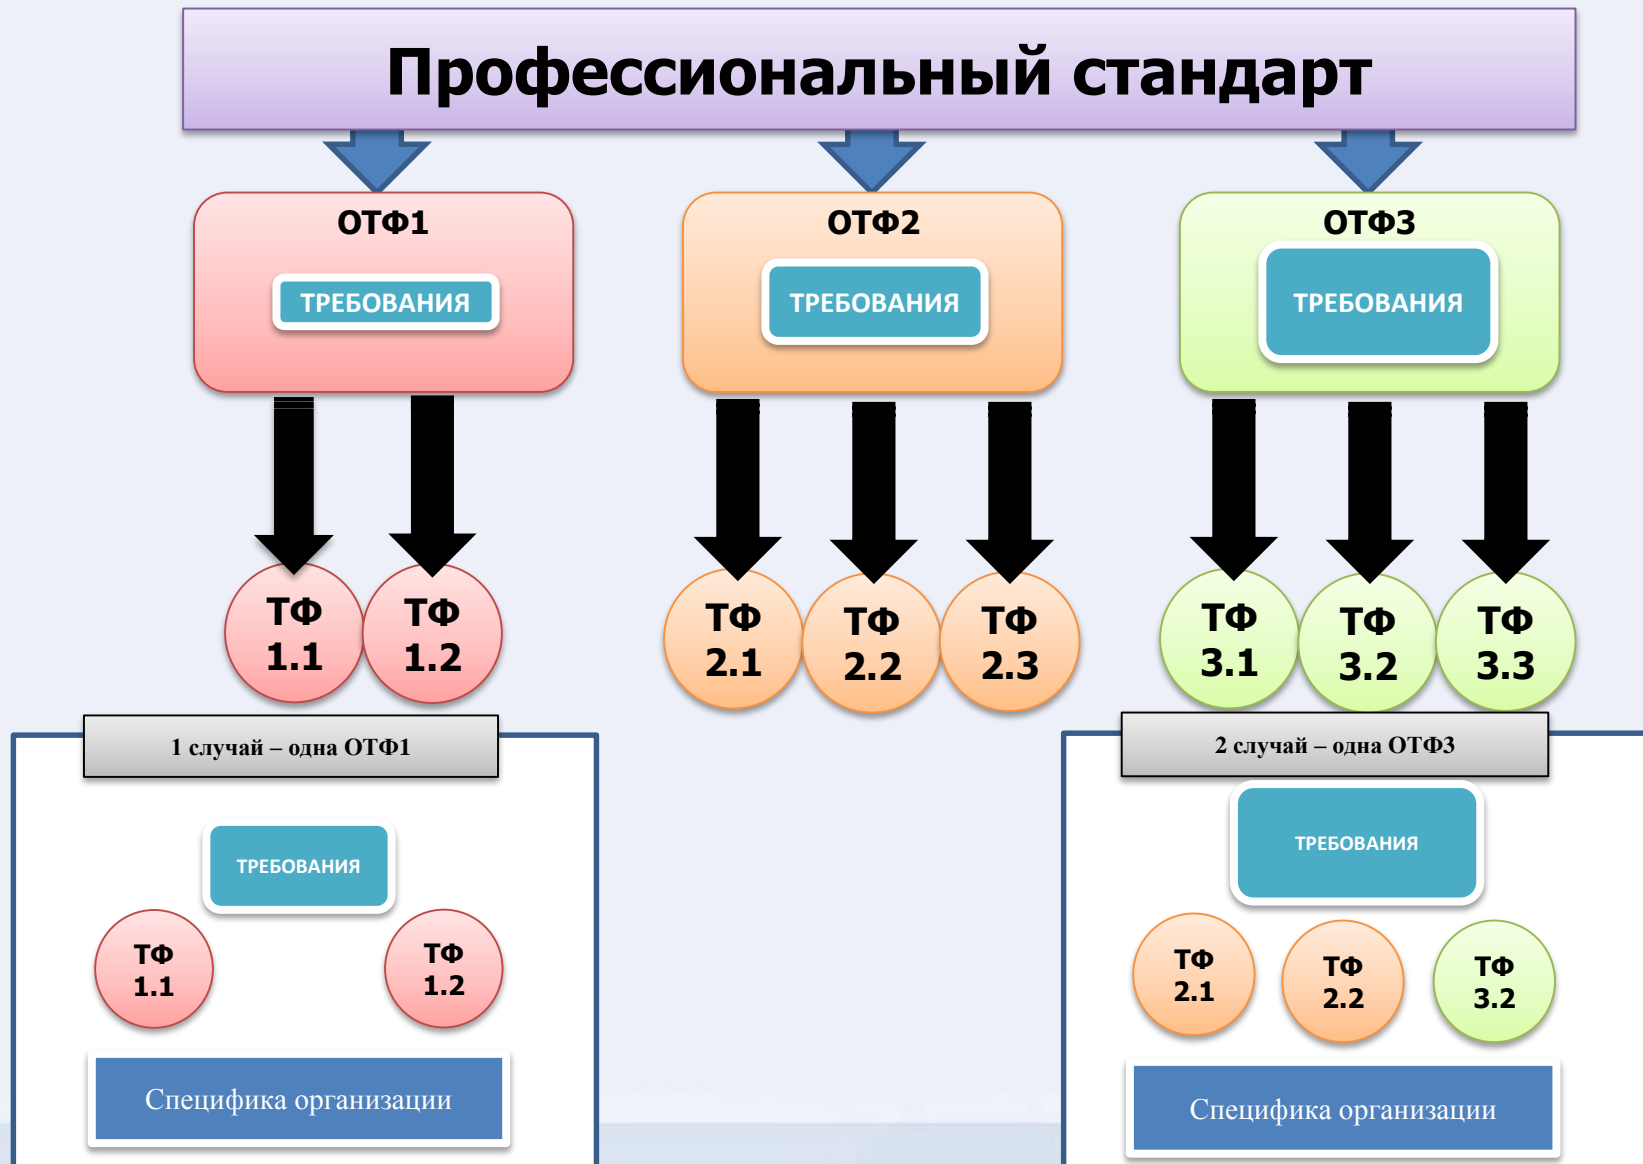 Профессиональный стандарт
ОТФ1
ТРЕБОВАНИЯ
ОТФ2
ТРЕБОВАНИЯ
ОТФ3
ТРЕБОВАНИЯ
ТФ
1.1
ТФ
1.2
ТФ
2.1
ТФ
2.2
ТФ
2.3
ТФ
3.1
ТФ
3.2
ТФ
3.3
1 случай – одна ОТФ1
ТРЕБОВАНИЯ
ТФ
1.1
ТФ
1.2
Специфика организации
2 случай – одна ОТФ3
ТРЕБОВАНИЯ
ТФ
2.1
ТФ
2.2
ТФ
3.2
Специфика организации